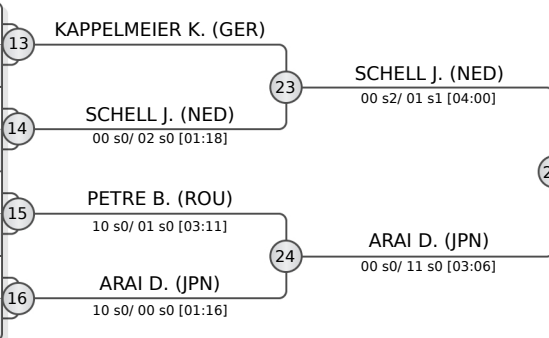 KAPPELMEIER K. (GER)
13
SCHELL J. (NED)
23
00 s2/ 01 s1 [04:00]
SCHELL J. (NED)
14
00 s0/ 02 s0 [01:18]
PETRE B. (ROU)
15
10 s0/ 01 s0 [03:11]
ARAI D. (JPN)
24
00 s0/ 11 s0 [03:06]
ARAI D. (JPN)
16
10 s0/ 00 s0 [01:16]